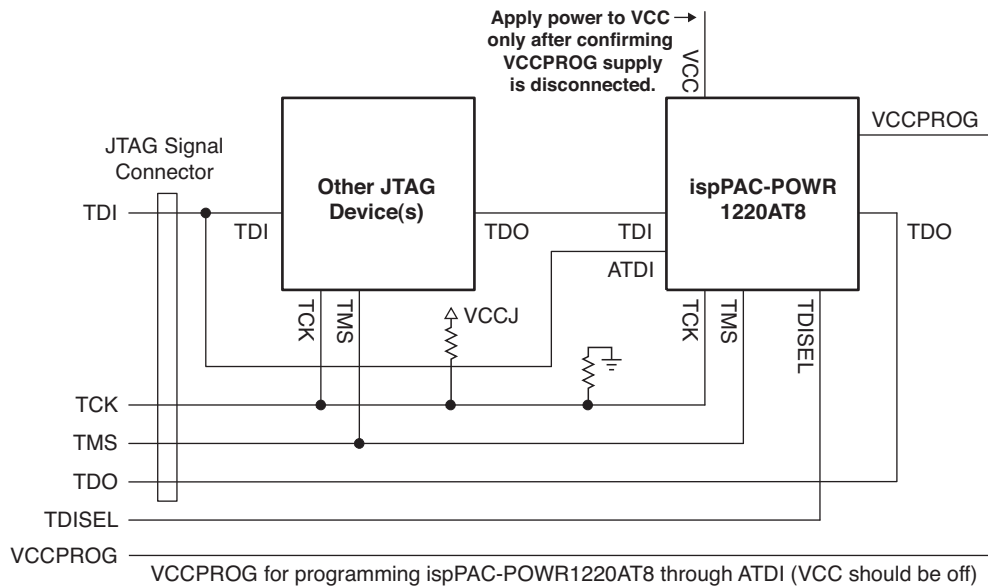 Apply power to VCC
only after confirming
VCCPROG supply
is disconnected.
VCC
VCCPROG
JTAG Signal
Connector
Other JTAG
Device(s)
ispPAC-POWR
1220AT8
TDI
TDI
TDO
TDI
TDO
ATDI
TCK
TMS
VCCJ
TCK
TMS
TDISEL
TCK
TMS
TDO
TDISEL
VCCPROG
VCCPROG for programming ispPAC-POWR1220AT8 through ATDI (VCC should be off)